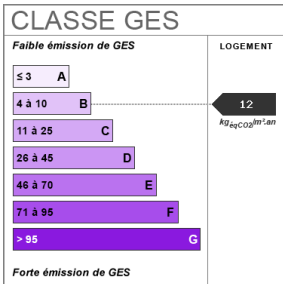 CLASSE GES
Faible émission de GES
LOGEMENT
≤ 3 A
4 à 10 B
12
kgéqCO2/m².an
11 à 25 C
26 à 45 D
46 à 70 E
71 à 95 F
> 95 G
Forte émission de GES